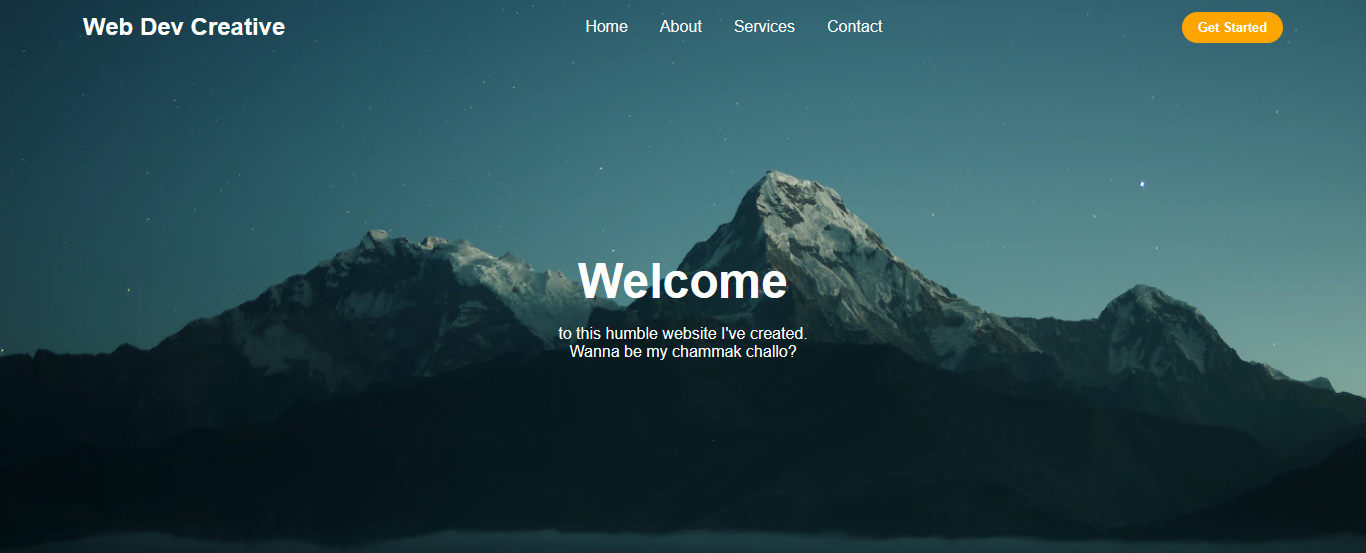 Web Dev Creative
Home About Services Contact
Get Started
Welcome
to this humble website I've created.
Wanna be my chammak challo?